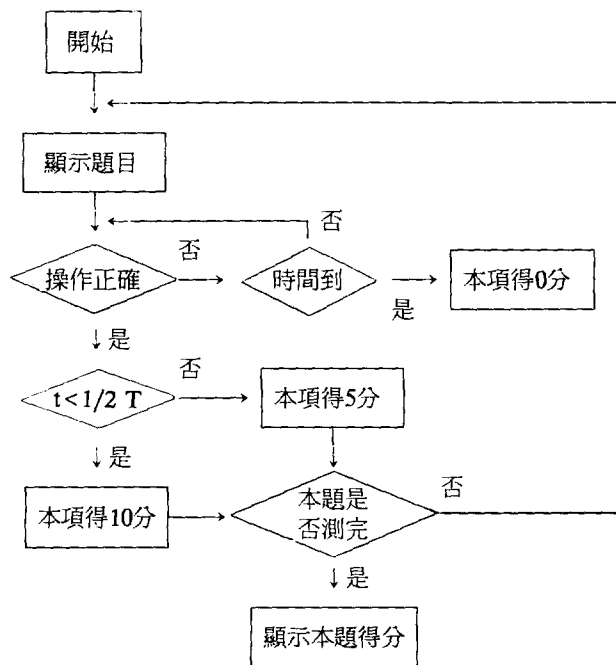 開始
顯示題目
否
操作正確
否
時間到
是
本項得0分
是
t<1/2 T
否
本項得5分
是
本項得10分
本題是
否測完
否
是
顯示本題得分